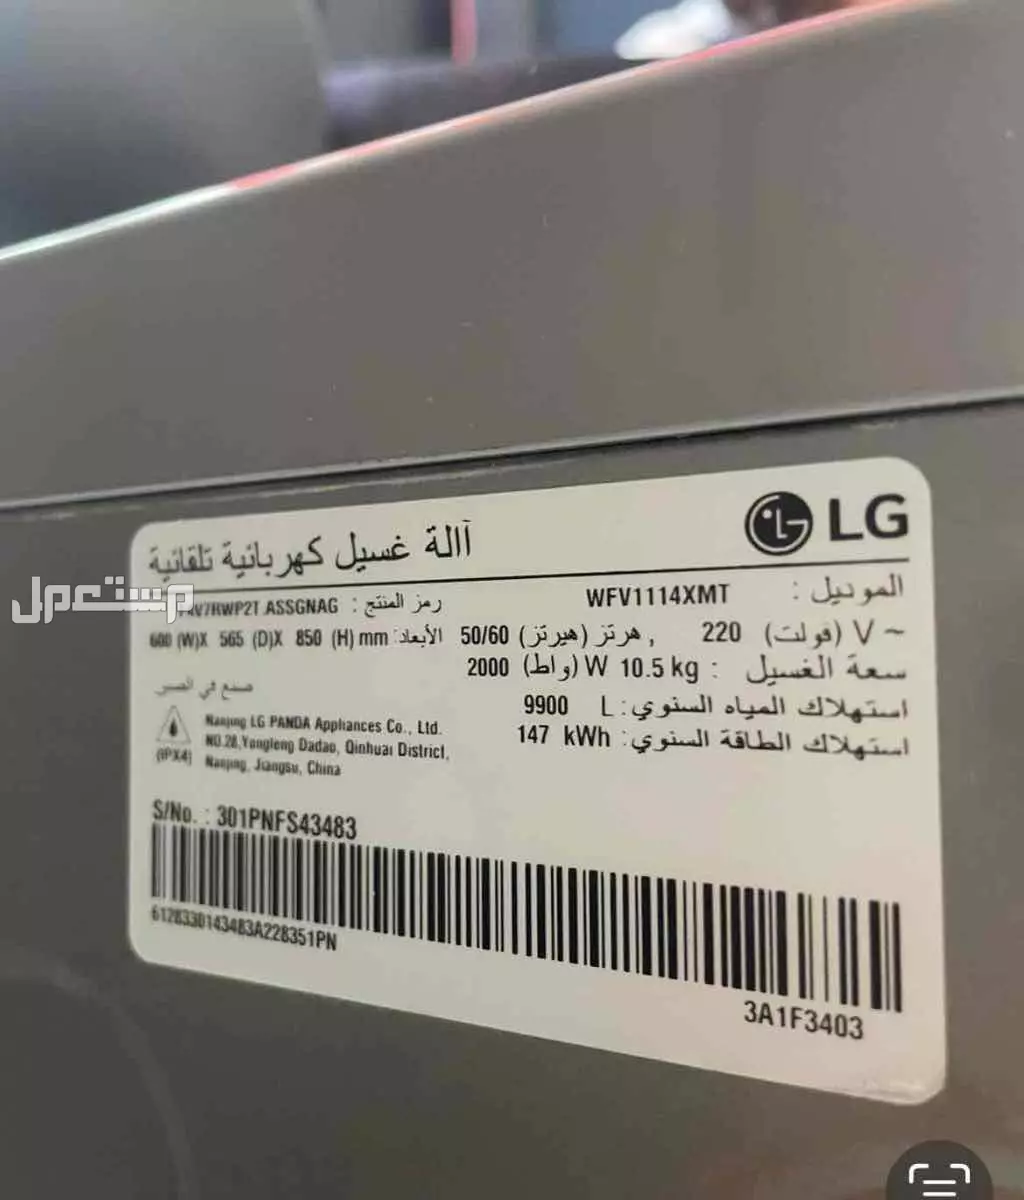 LG
آالة غسيل كهربائية تلقائية
الموديل : WFV1114XMT
رمز المنتج : ASSGNAG
~ V (فولت) 220 , هرتز (هيرتز) 50/60
الأبعاد: 600 (W)X 565 (D)X 850 (H) mm
سعة الغسيل : 10.5 kg W (واط) 2000
استهلاك المياه السنوي: L 9900
استهلاك الطاقة السنوي: 147 kWh
صنع في الصين
(IPX4)
Nanjing LG PANDA Appliances Co., Ltd.
NO.28,Yongfeng Dadao, Qinhuai District,
Nanjing, Jiangsu, China
S/No. : 301PNFS43483
6128330143483A228351PN
3A1F3403
مستعمل